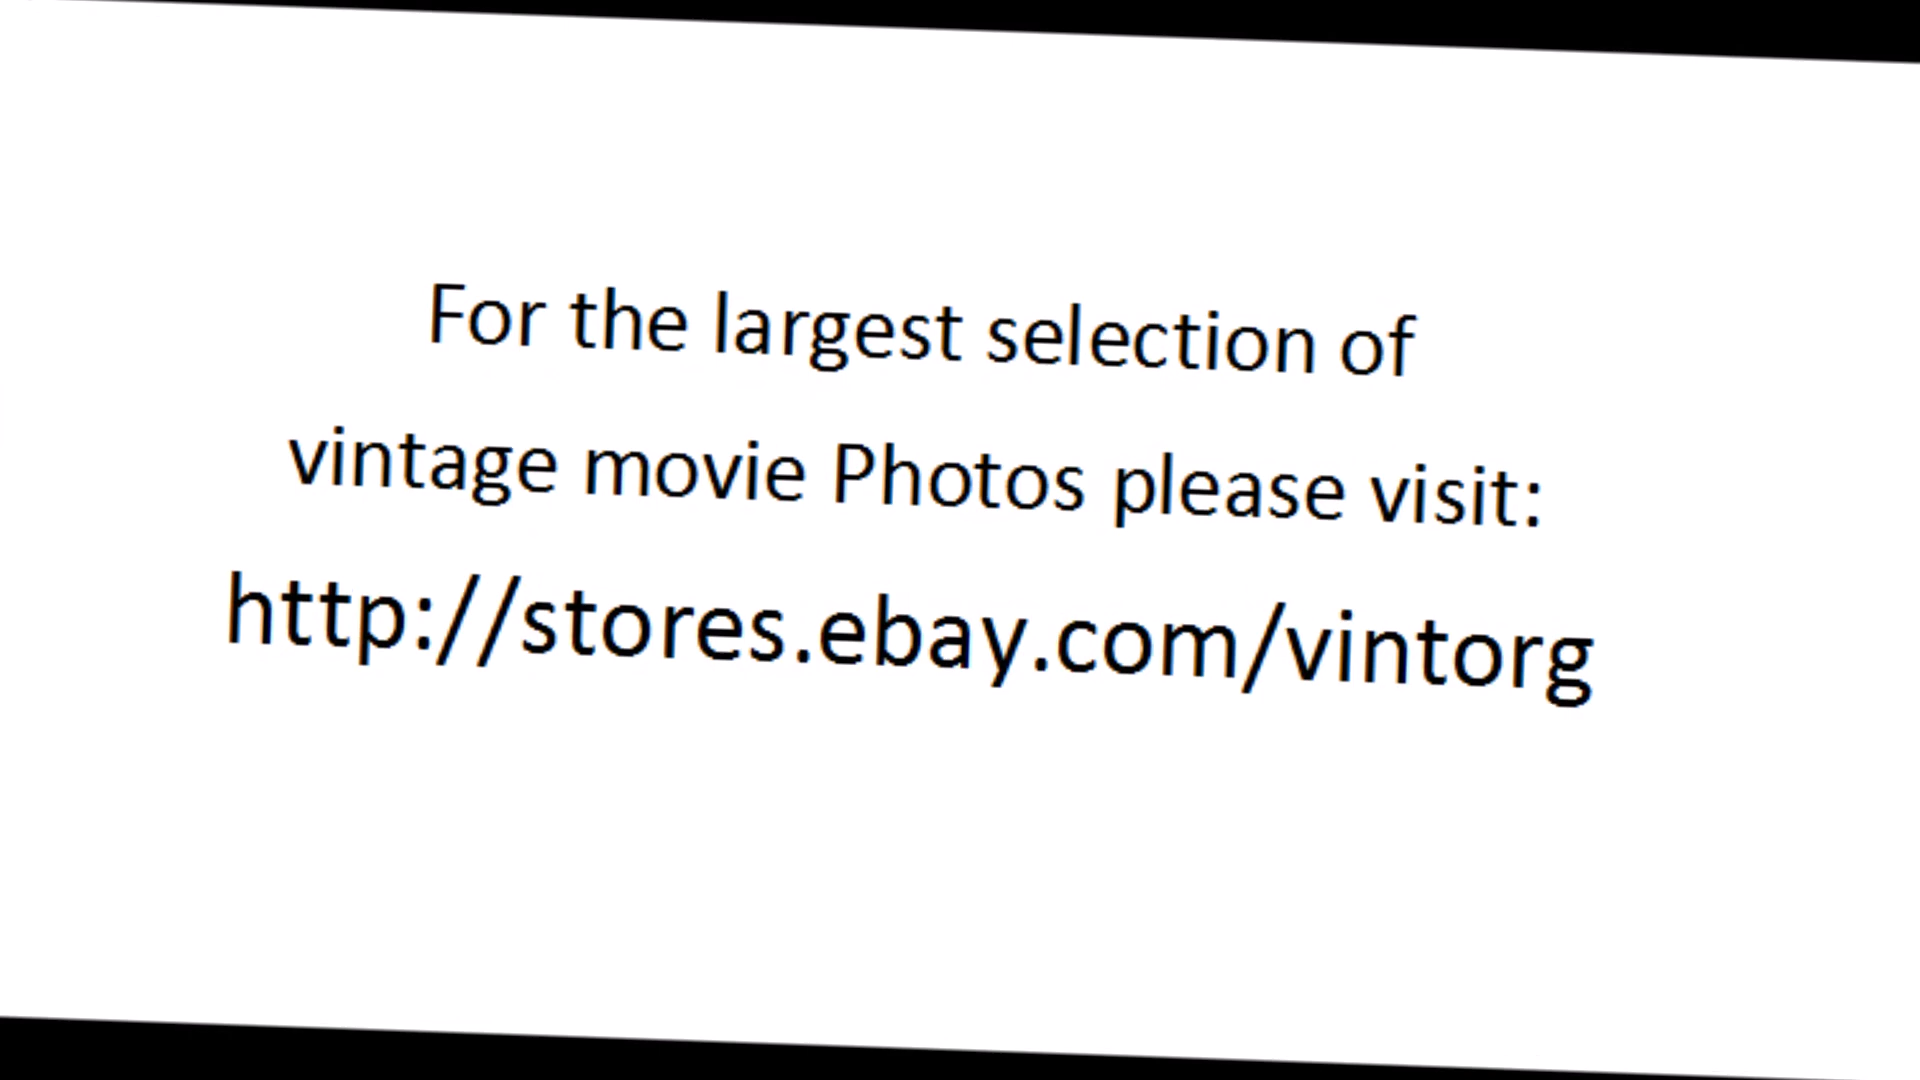 For the largest selection of
vintage movie Photos please visit:
http://stores.ebay.com/vintorg